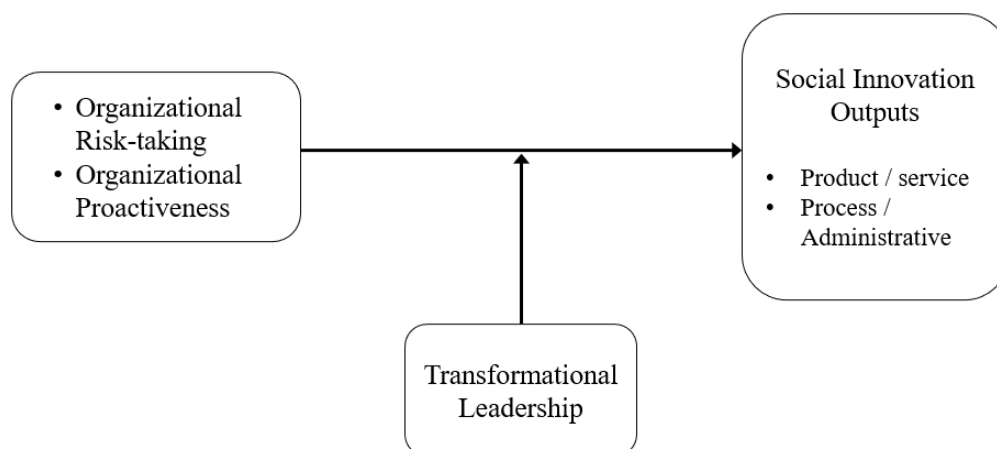 • Organizational
Risk-taking
• Organizational
Proactiveness
Social Innovation
Outputs
• Product / service
• Process /
Administrative
Transformational
Leadership